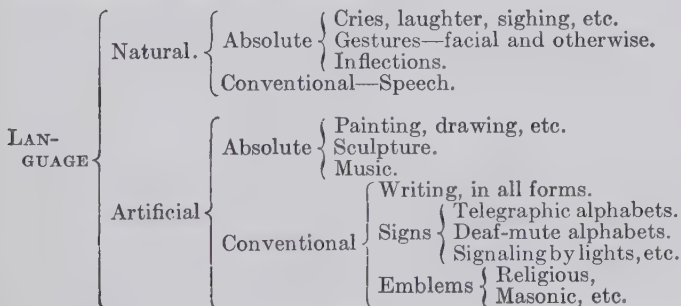 Cries, laughter, sighing, etc.
Natural. Absolute Gestures—facial and otherwise.
Inflections.
Conventional—Speech.
LAN-
GUAGE
Painting, drawing, etc.
Absolute Sculpture.
Music.
Artificial
Writing, in all forms.
Telegraphic alphabets.
Conventional Signs Deaf-mute alphabets.
Signaling by lights, etc.
Emblems Religious,
Masonic, etc.